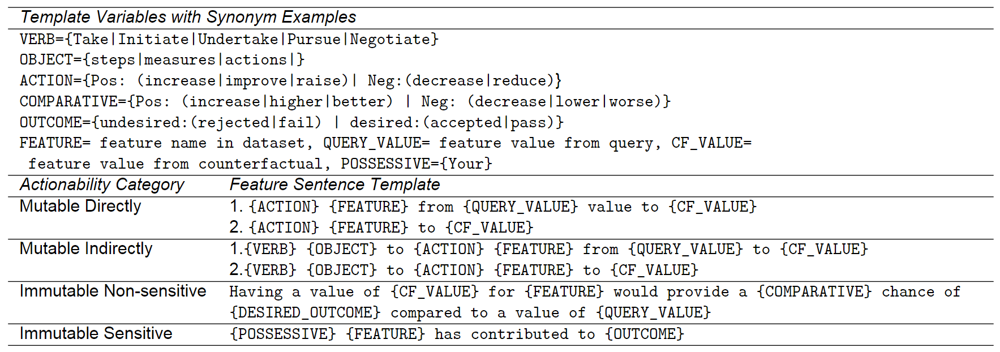 Template Variables with Synonym Examples
VERB={Take|Initiate|Undertake|Pursue|Negotiate}
OBJECT={steps|measures|actions|}
ACTION={Pos: (increase|improve|raise)| Neg:(decrease|reduce)}
COMPARATIVE={Pos: (increase|higher|better) | Neg: (decrease|lower|worse)}
OUTCOME={undesired:(rejected|fail) | desired:(accepted|pass)}
FEATURE= feature name in dataset, QUERY_VALUE= feature value from query, CF_VALUE=
feature value from counterfactual, POSSESSIVE={Your}
Actionability Category Feature Sentence Template
Mutable Directly 1. {ACTION} {FEATURE} from {QUERY_VALUE} value to {CF_VALUE}
2. {ACTION} {FEATURE} to {CF_VALUE}
Mutable Indirectly 1.{VERB} {OBJECT} to {ACTION} {FEATURE} from {QUERY_VALUE} to {CF_VALUE}
2.{VERB} {OBJECT} to {ACTION} {FEATURE} to {CF_VALUE}
Immutable Non-sensitive Having a value of {CF_VALUE} for {FEATURE} would provide a {COMPARATIVE} chance of
{DESIRED_OUTCOME} compared to a value of {QUERY_VALUE}
Immutable Sensitive {POSSESSIVE} {FEATURE} has contributed to {OUTCOME}